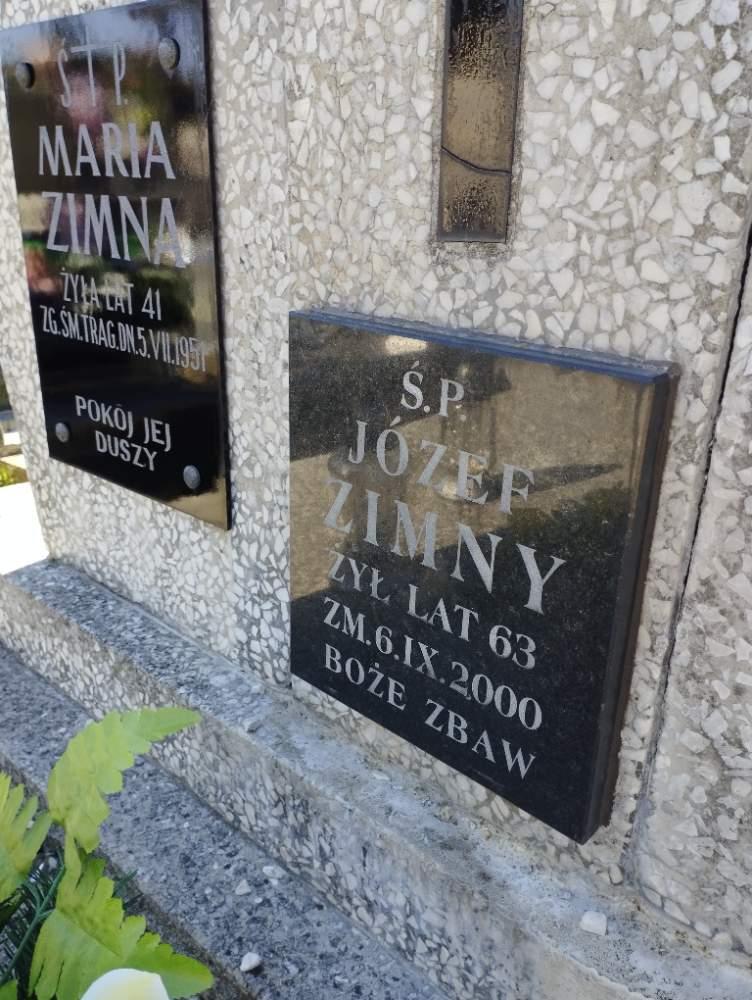 Ś † P.
MARIA
ZIMNA
ŻYŁA LAT 41
ZG.ŚM.TRAG.DN.5.VII.1951
POKÓJ JEJ
DUSZY
Ś.P.
JÓZEF
ZIMNY
ŻYŁ LAT 63
ZM.6.IX.2000
BOŻE ZBAW